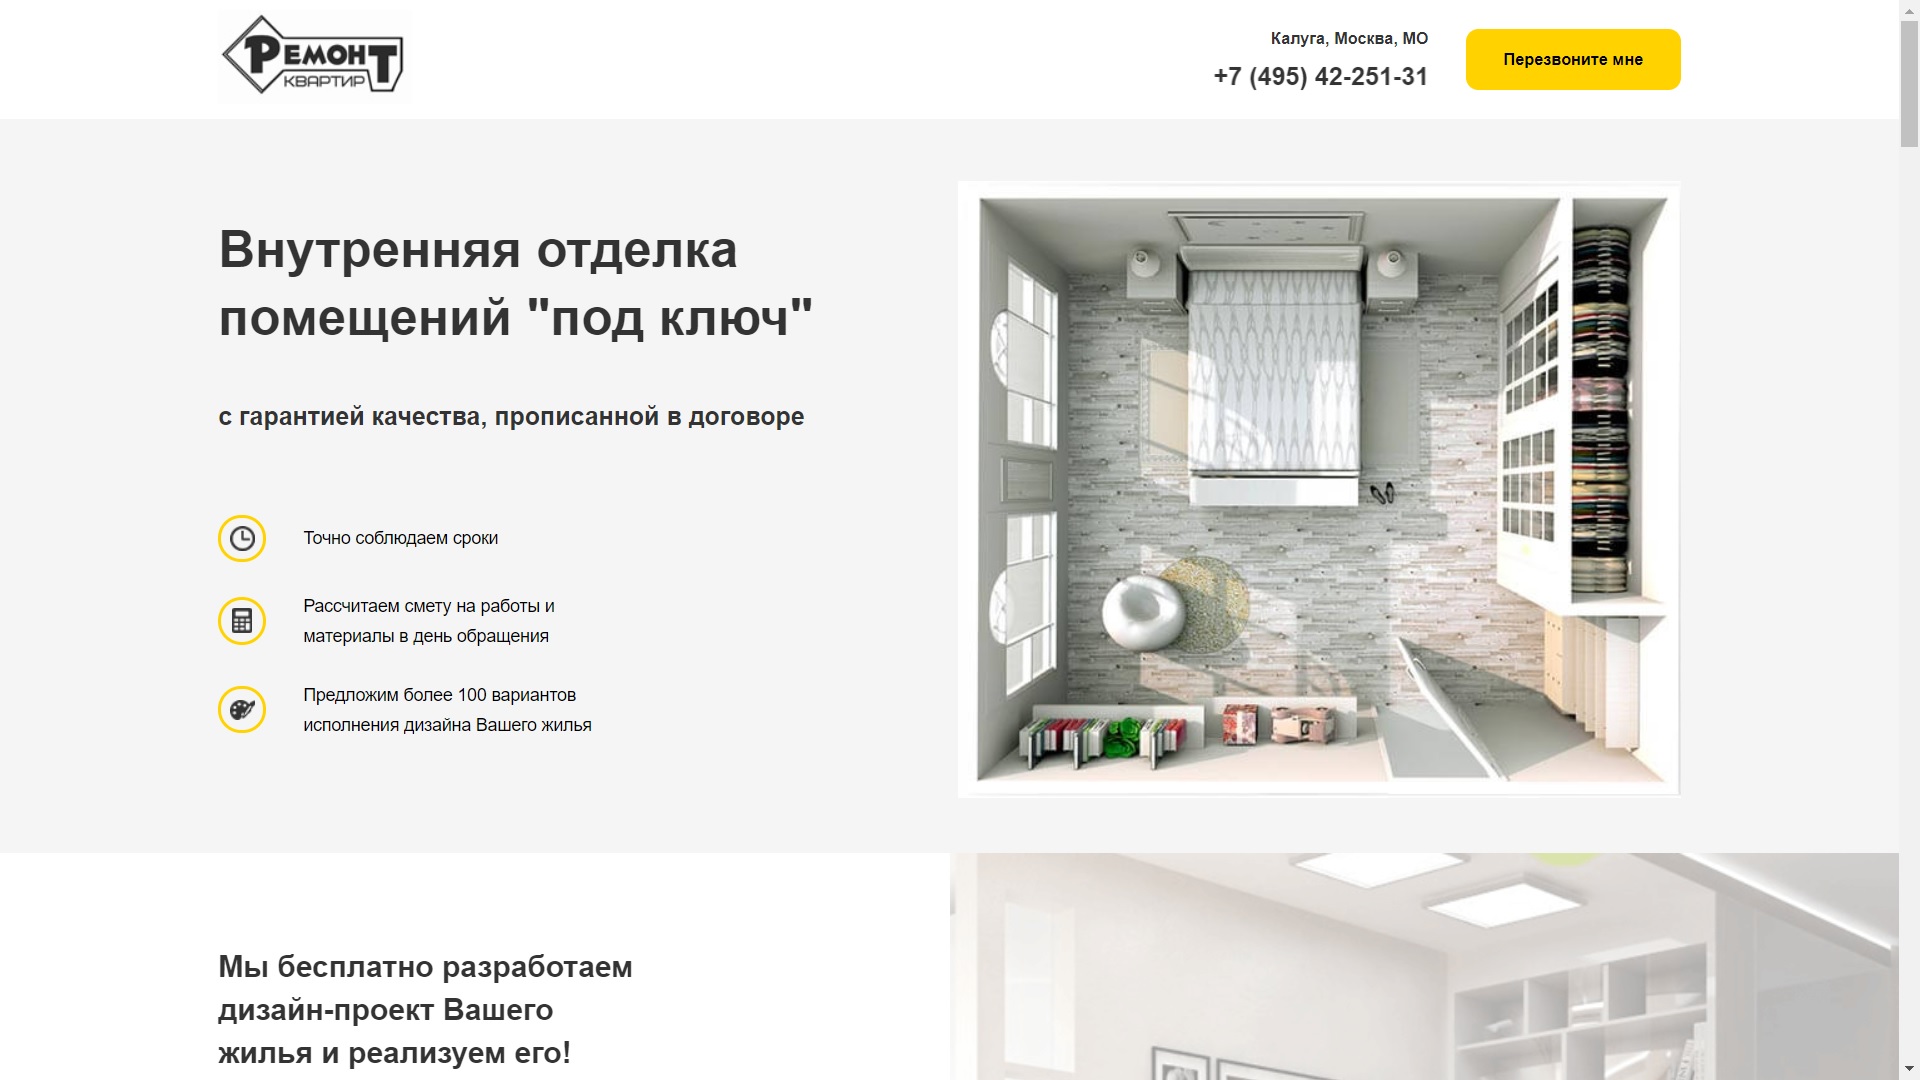 Ремонт
квартир
Калуга, Москва, МО
+7 (495) 42-251-31
Перезвоните мне
Внутренняя отделка
помещений "под ключ"
с гарантией качества, прописанной в договоре
Точно соблюдаем сроки
Рассчитаем смету на работы и
материалы в день обращения
Предложим более 100 вариантов
исполнения дизайна Вашего жилья
Мы бесплатно разработаем
дизайн-проект Вашего
жилья и реализуем его!